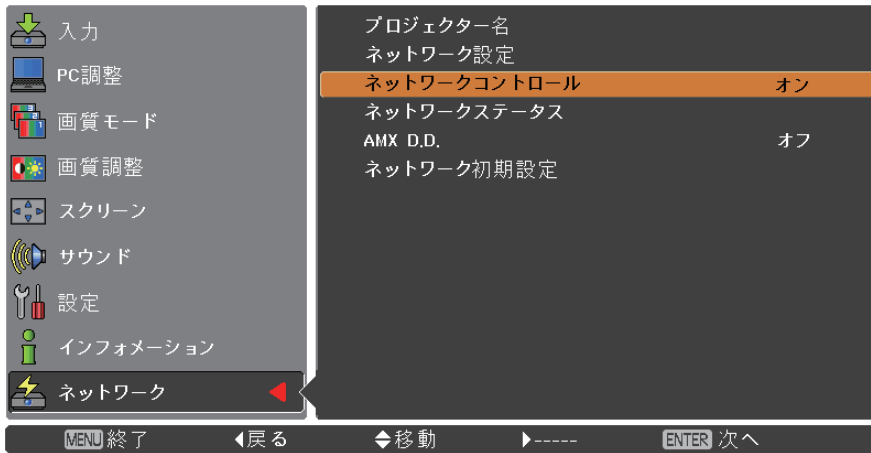 入力
PC調整
画質モード
画質調整
スクリーン
サウンド
設定
インフォメーション
ネットワーク
プロジェクター名
ネットワーク設定
ネットワークコントロール オン
ネットワークステータス
AMX D.D. オフ
ネットワーク初期設定
MENU 終了 戻る 移動 ----- ENTER 次へ